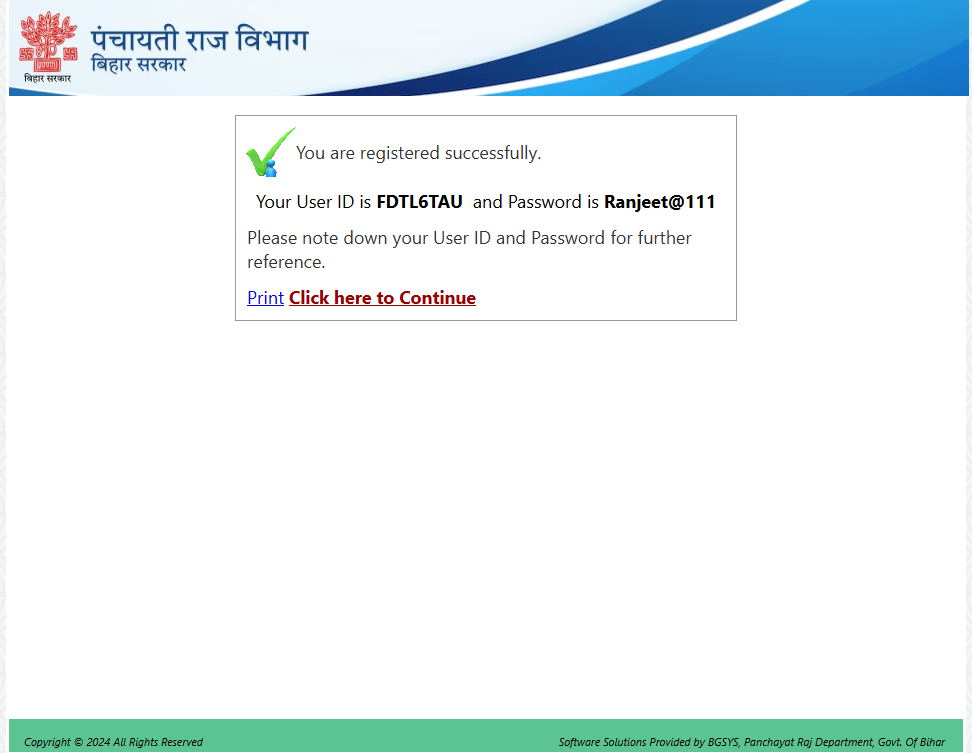 पंचायती राज विभाग
बिहार सरकार
बिहार सरकार
You are registered successfully.
Your User ID is FDTL6TAU and Password is Ranjeet@111
Please note down your User ID and Password for further
reference.
Print Click here to Continue
Copyright © 2024 All Rights Reserved
Software Solutions Provided by BGSYS, Panchayat Raj Department, Govt. Of Bihar